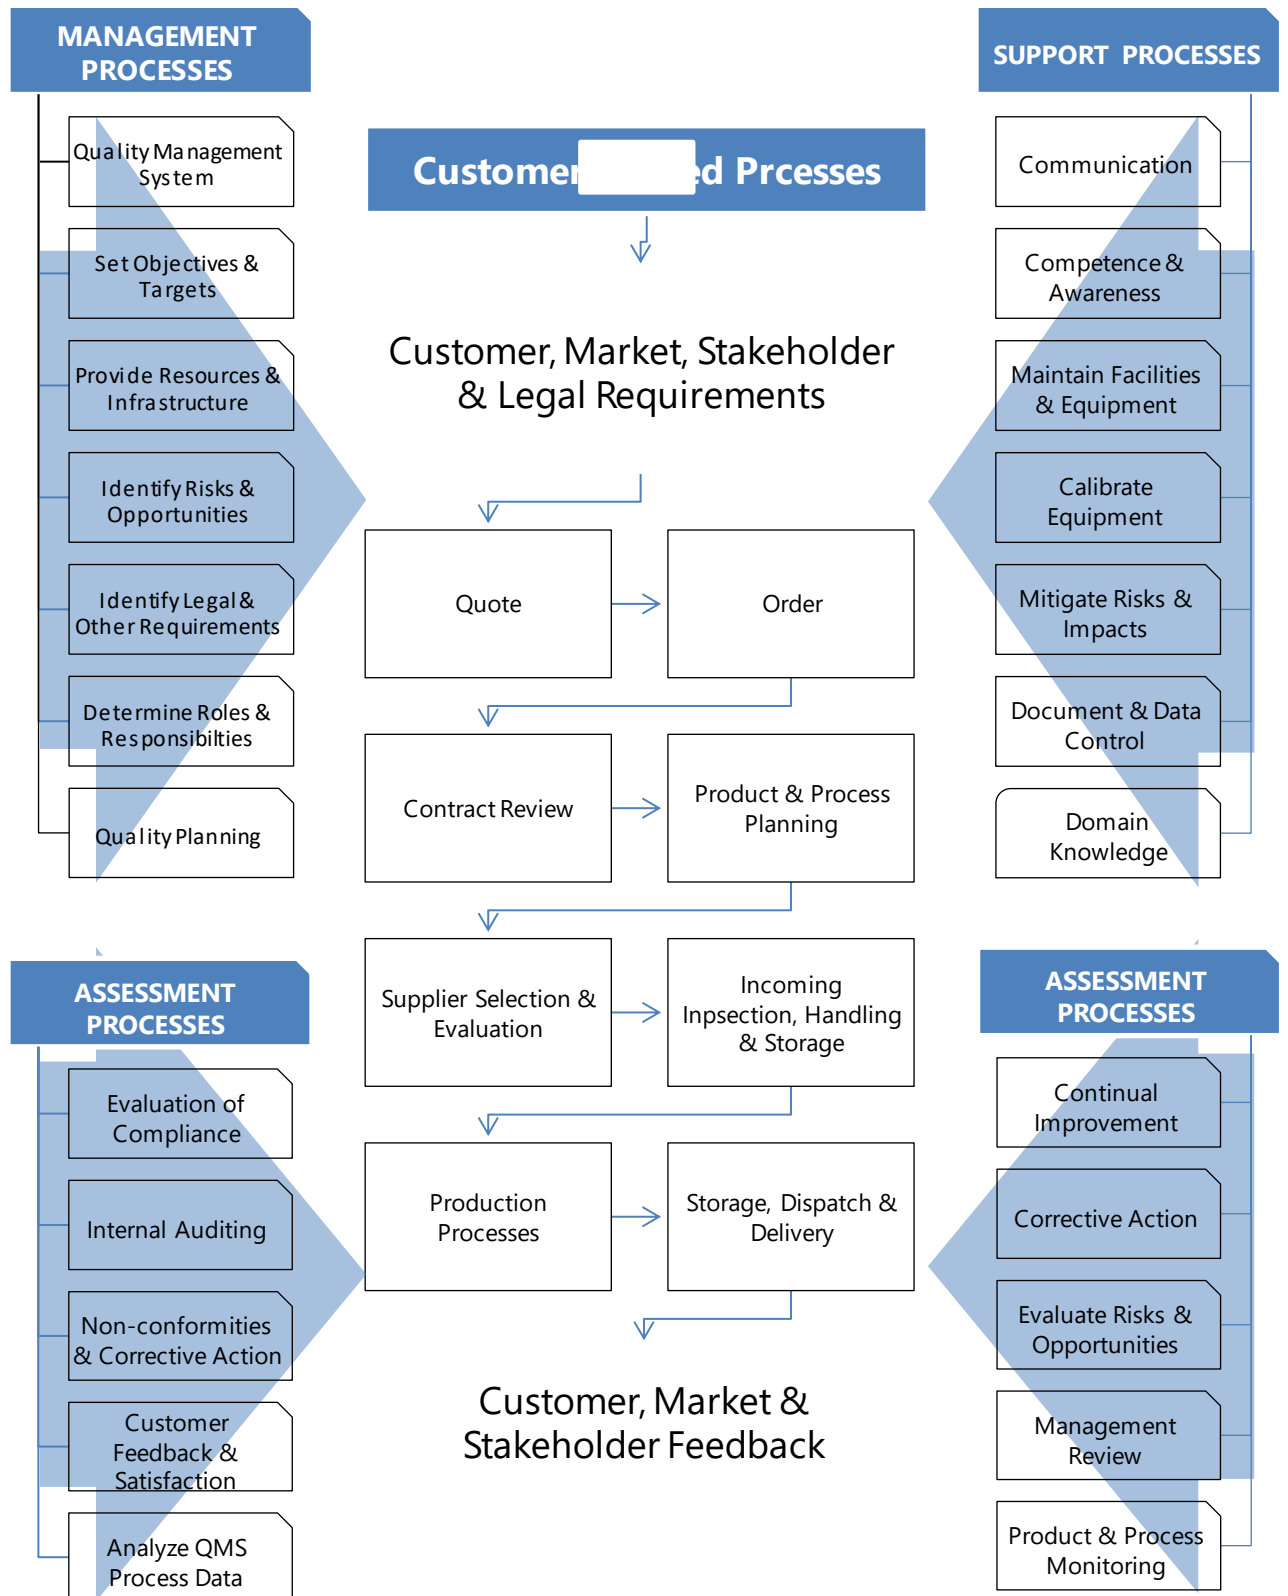 MANAGEMENT
PROCESSES
Quality Management
System
Set Objectives &
Targets
Provide Resources &
Infrastructure
Identify Risks &
Opportunities
Identify Legal &
Other Requirements
Determine Roles &
Responsibilties
Quality Planning
Customer Prcesses
Customer, Market, Stakeholder
& Legal Requirements
Quote
Order
Contract Review
Product & Process
Planning
Supplier Selection &
Evaluation
Incoming
Inpsection, Handling
& Storage
Production
Processes
Storage, Dispatch &
Delivery
Customer, Market &
Stakeholder Feedback
SUPPORT PROCESSES
Communication
Competence &
Awareness
Maintain Facilities
& Equipment
Calibrate
Equipment
Mitigate Risks &
Impacts
Document & Data
Control
Domain
Knowledge
ASSESSMENT
PROCESSES
Evaluation of
Compliance
Internal Auditing
Non-conformities
& Corrective Action
Customer
Feedback &
Satisfaction
Analyze QMS
Process Data
ASSESSMENT
PROCESSES
Continual
Improvement
Corrective Action
Evaluate Risks &
Opportunities
Management
Review
Product & Process
Monitoring